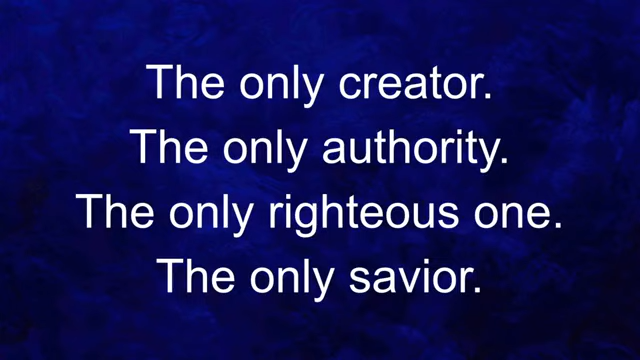 The only creator.
The only authority.
The only righteous one.
The only savior.